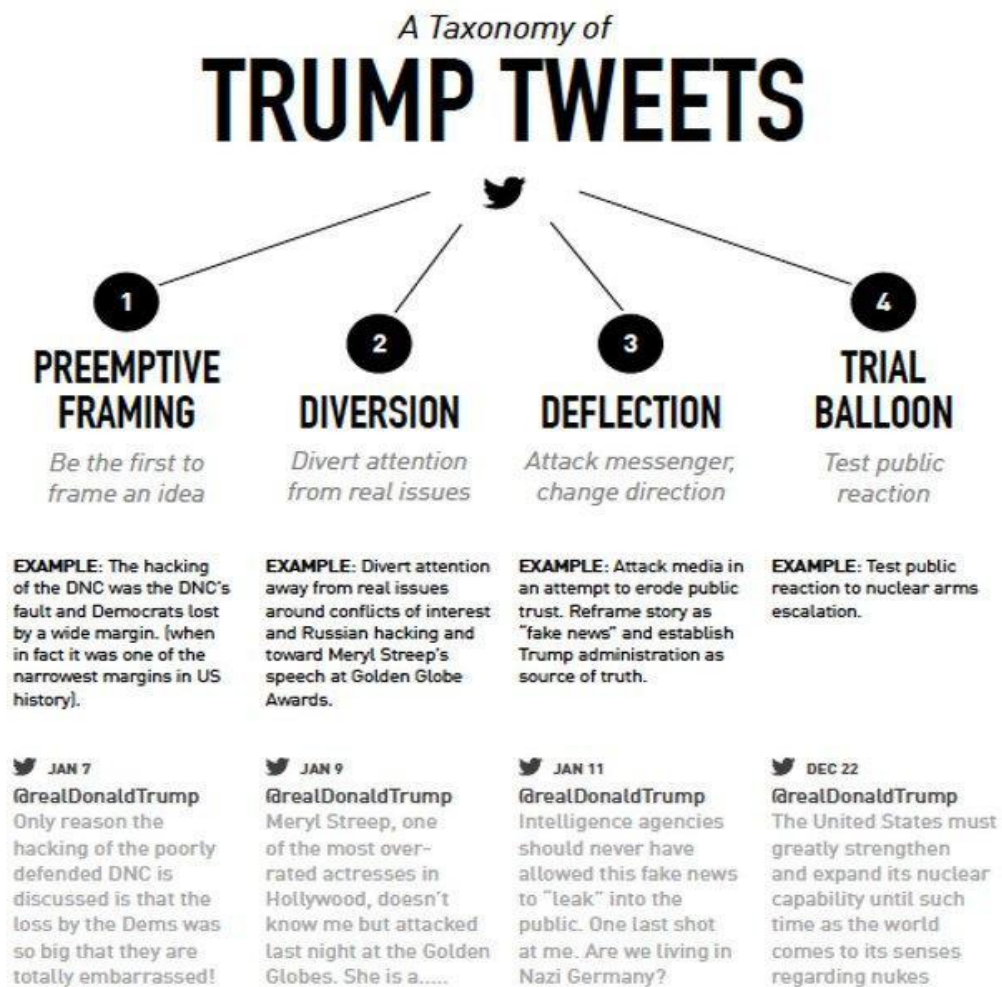 A Taxonomy of
TRUMP TWEETS
1
PREEMPTIVE
FRAMING
Be the first to
frame an idea
EXAMPLE: The hacking
of the DNC was the DNC's
fault and Democrats lost
by a wide margin. (when
in fact it was one of the
narrowest margins in US
history).
JAN 7
@realDonaldTrump
Only reason the
hacking of the poorly
defended DNC is
discussed is that the
loss by the Dems was
so big that they are
totally embarrassed!
2
DIVERSION
Divert attention
from real issues
EXAMPLE: Divert attention
away from real issues
around conflicts of interest
and Russian hacking and
toward Meryl Streep's
speech at Golden Globe
Awards.
JAN 9
@realDonaldTrump
Meryl Streep, one
of the most over-
rated actresses in
Hollywood, doesn't
know me but attacked
last night at the Golden
Globes. She is a.....
3
DEFLECTION
Attack messenger,
change direction
EXAMPLE: Attack media in
an attempt to erode public
trust. Reframe story as
"fake news" and establish
Trump administration as
source of truth.
JAN 11
@realDonaldTrump
Intelligence agencies
should never have
allowed this fake news
to "leak" into the
public. One last shot
at me. Are we living in
Nazi Germany?
4
TRIAL
BALLOON
Test public
reaction
EXAMPLE: Test public
reaction to nuclear arms
escalation.
DEC 22
@realDonaldTrump
The United States must
greatly strengthen
and expand its nuclear
capability until such
time as the world
comes to its senses
regarding nukes